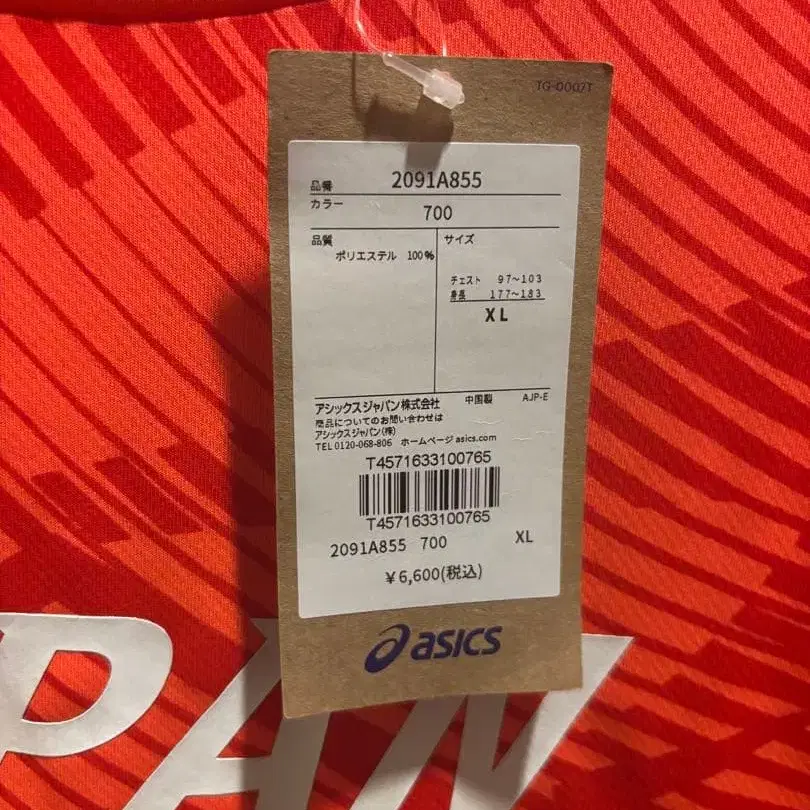 TG-0007T
品番 2091A855
カラー 700
品質
ポリエステル 100%
サイズ
チェスト 97~103
身長 177~183
XL
アシックスジャパン株式会社 中国製 AJP-E
商品についてのお問い合わせは
アシックスジャパン(株)
TEL 0120-068-806 ホームページ asics.com
T4571633100765
T4571633100765
2091A855 700 XL
¥6,600(税込)
asics
PAN